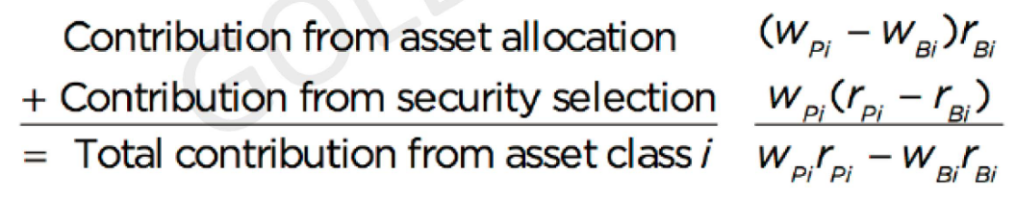 Contribution from asset allocation (w_Pi − w_Bi)r_Bi
+ Contribution from security selection w_Pi(r_Pi − r_Bi)
= Total contribution from asset class i w_Pi r_Pi − w_Bi r_Bi